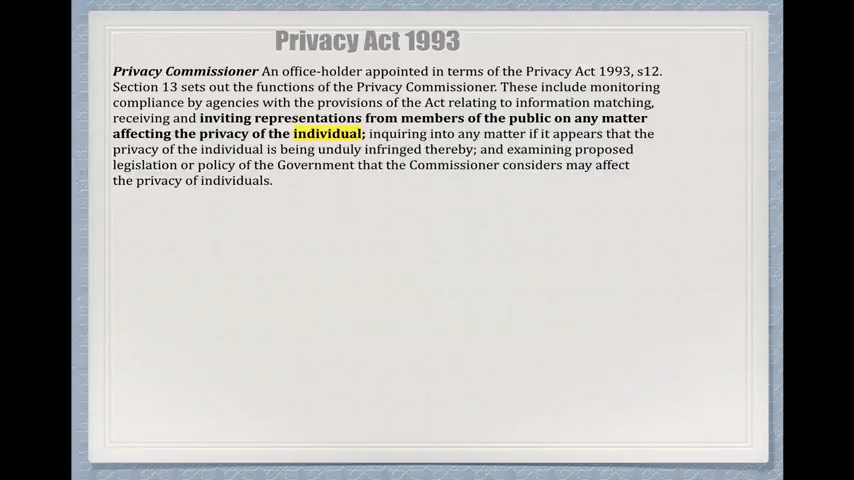 Privacy Act 1993
Privacy Commissioner An office-holder appointed in terms of the Privacy Act 1993, s12.
Section 13 sets out the functions of the Privacy Commissioner. These include monitoring
compliance by agencies with the provisions of the Act relating to information matching,
receiving and inviting representations from members of the public on any matter
affecting the privacy of the individual; inquiring into any matter if it appears that the
privacy of the individual is being unduly infringed thereby; and examining proposed
legislation or policy of the Government that the Commissioner considers may affect
the privacy of individuals.